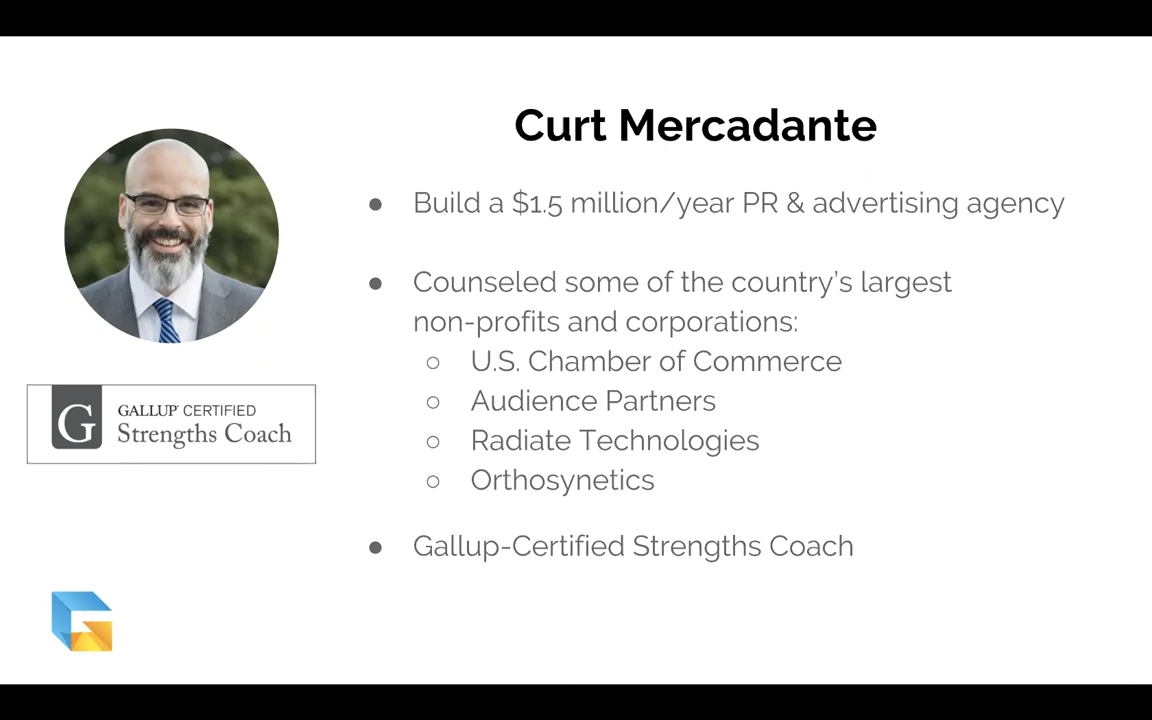 Curt Mercadante
● Build a $1.5 million/year PR & advertising agency
● Counseled some of the country's largest
non-profits and corporations:
○ U.S. Chamber of Commerce
○ Audience Partners
○ Radiate Technologies
○ Orthosynetics
● Gallup-Certified Strengths Coach
G
GALLUP® CERTIFIED
Strengths Coach